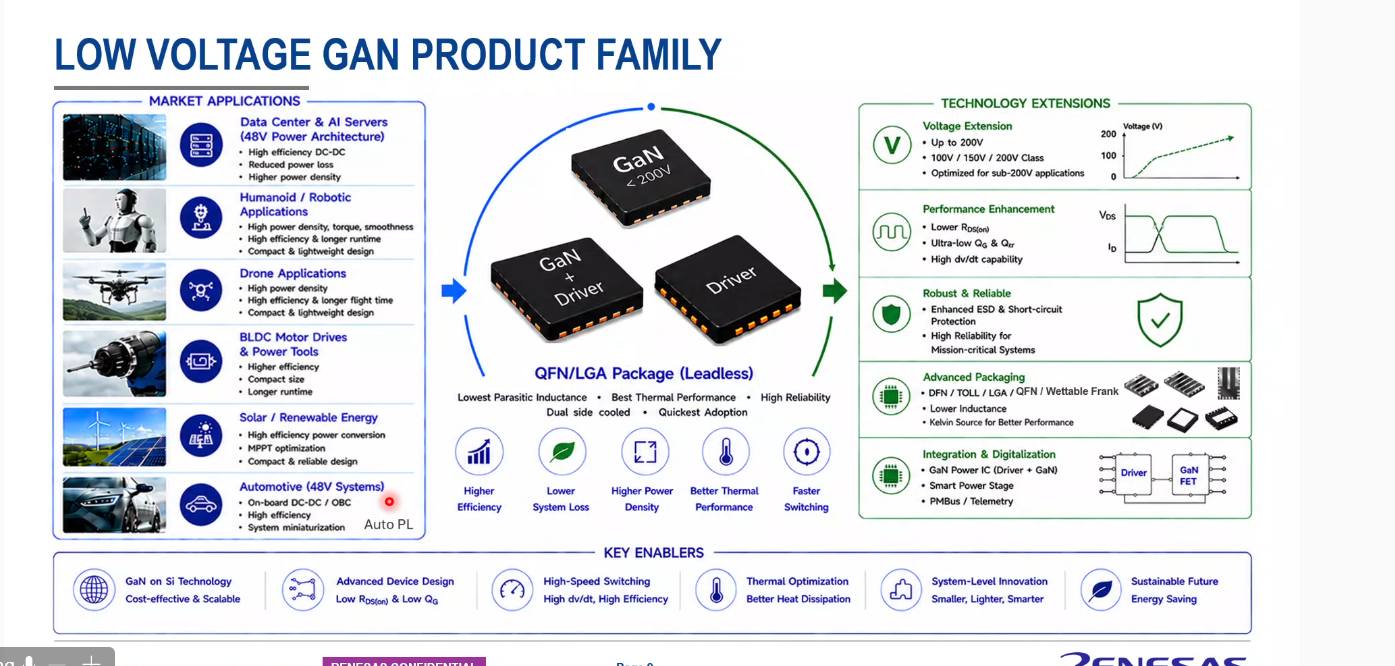 LOW VOLTAGE GAN PRODUCT FAMILY
MARKET APPLICATIONS
Data Center & AI Servers
(48V Power Architecture)
• High efficiency DC-DC
• Reduced power loss
• Higher power density
Humanoid / Robotic
Applications
• High power density, torque, smoothness
• High efficiency & longer runtime
• Compact & lightweight design
Drone Applications
• High power density
• High efficiency & longer flight time
• Compact & lightweight design
BLDC Motor Drives
& Power Tools
• Higher efficiency
• Compact size
• Longer runtime
Solar / Renewable Energy
• High efficiency power conversion
• MPPT optimization
• Compact & reliable design
Automotive (48V Systems)
• On-board DC-DC / OBC
• High efficiency
• System miniaturization
Auto PL
GaN
< 200V
GaN
+
Driver
Driver
QFN/LGA Package (Leadless)
Lowest Parasitic Inductance • Best Thermal Performance • High Reliability
Dual side cooled • Quickest Adoption
Higher
Efficiency
Lower
System Loss
Higher Power
Density
Better Thermal
Performance
Faster
Switching
TECHNOLOGY EXTENSIONS
V
Voltage Extension
• Up to 200V
• 100V / 150V / 200V Class
• Optimized for sub-200V applications
Voltage (V)
200
100
0
Performance Enhancement
• Lower RDS(on)
• Ultra-low QG & Qrr
• High dv/dt capability
VDS
ID
Robust & Reliable
• Enhanced ESD & Short-circuit
Protection
• High Reliability for
Mission-critical Systems
Advanced Packaging
• DFN / TOLL / LGA / QFN / Wettable Frank
• Lower Inductance
• Kelvin Source for Better Performance
Integration & Digitalization
• GaN Power IC (Driver + GaN)
• Smart Power Stage
• PMBus / Telemetry
Driver
GaN
FET
KEY ENABLERS
GaN on Si Technology
Cost-effective & Scalable
Advanced Device Design
Low RDS(on) & Low QG
High-Speed Switching
High dv/dt, High Efficiency
Thermal Optimization
Better Heat Dissipation
System-Level Innovation
Smaller, Lighter, Smarter
Sustainable Future
Energy Saving
RENESAS CONFIDENTIAL
RENESAS